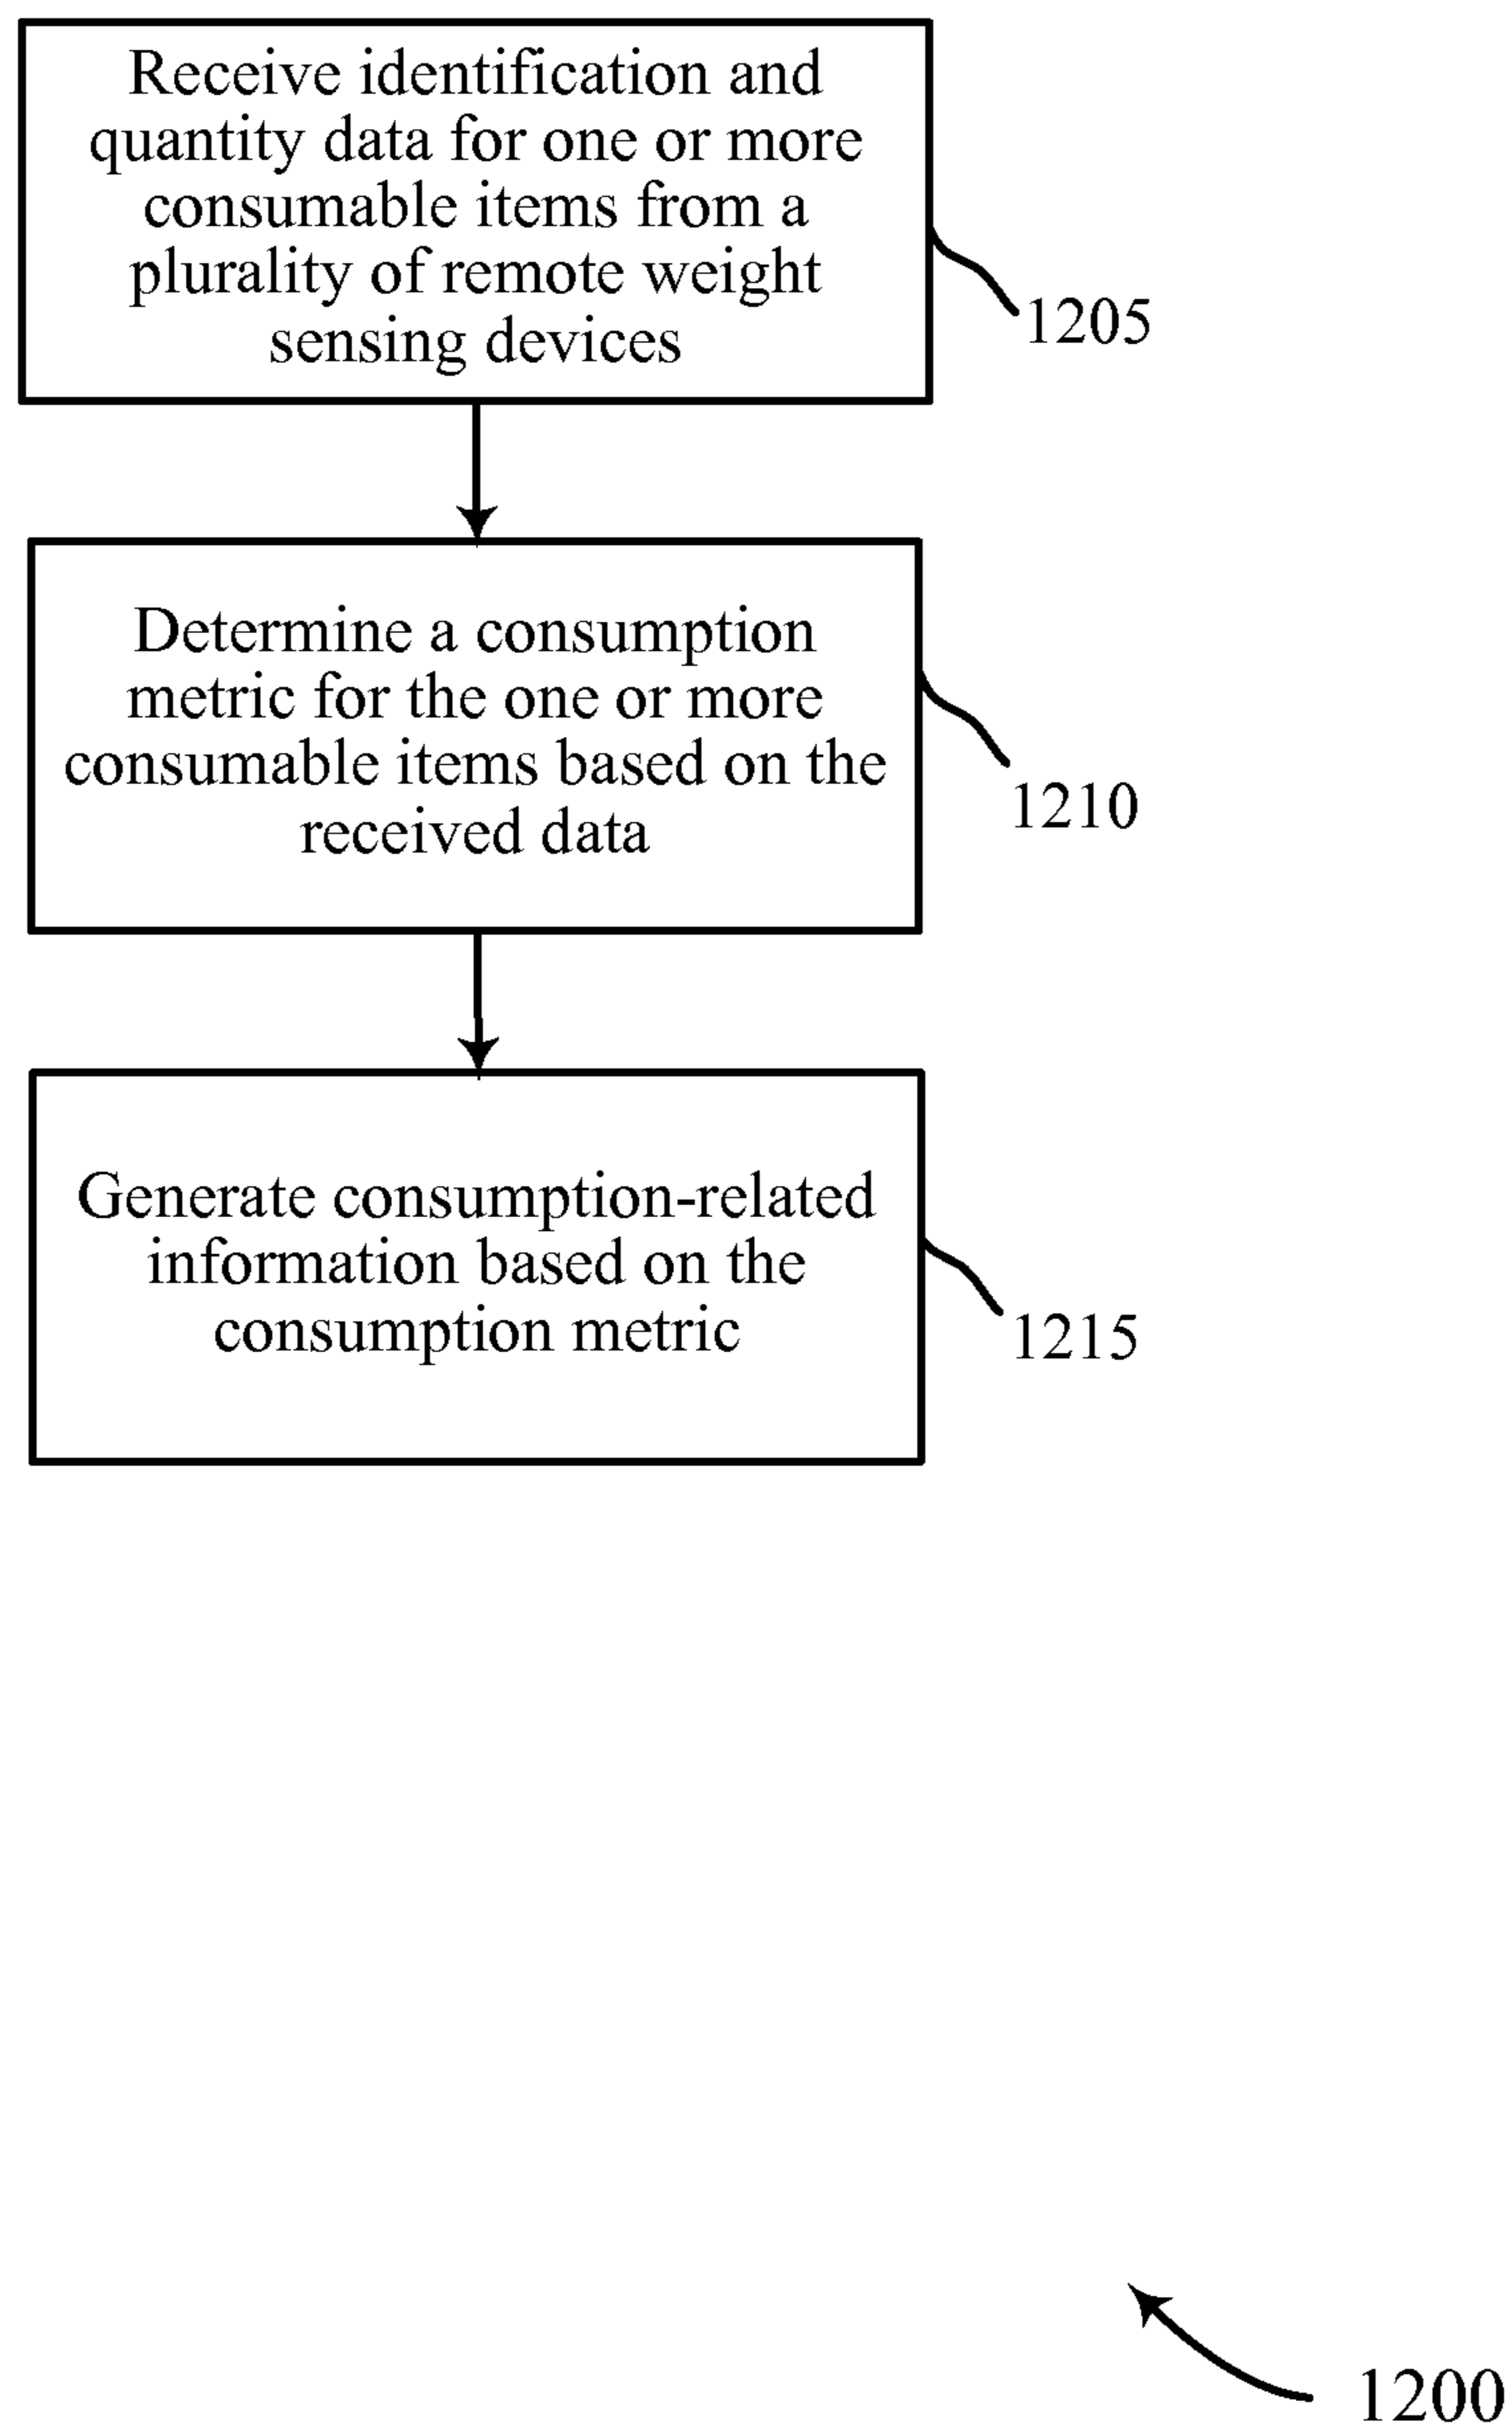 Receive identification and
quantity data for one or more
consumable items from a
plurality of remote weight
sensing devices
1205
Determine a consumption
metric for the one or more
consumable items based on the
received data
1210
Generate consumption-related
information based on the
consumption metric
1215
1200